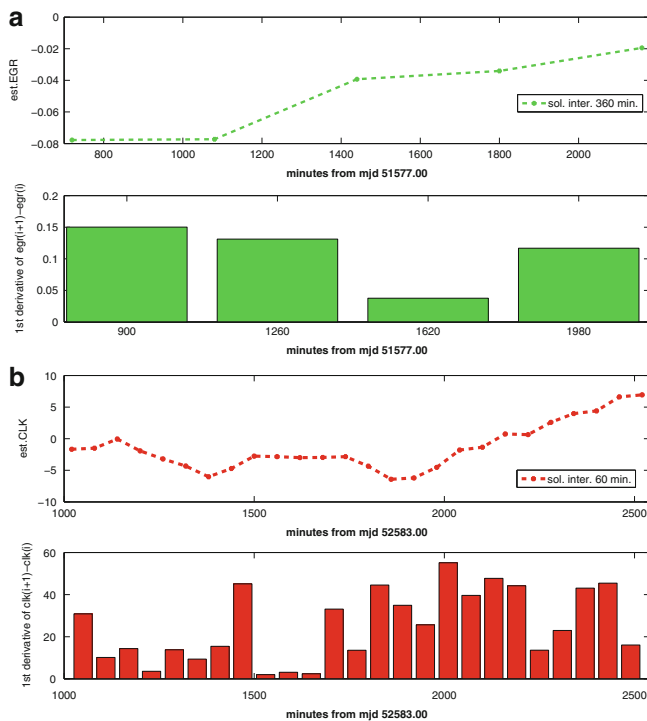 a
0
−0.02
−0.04
−0.06
−0.08
est.EGR
sol. inter. 360 min.
800 1000 1200 1400 1600 1800 2000
minutes from mjd 51577.00
0.2
0.15
0.1
0.05
0
1st derivative of egr(i+1)−egr(i)
900 1260 1620 1980
minutes from mjd 51577.00
b
10
5
0
−5
−10
est.CLK
sol. inter. 60 min.
1000 1500 2000 2500
minutes from mjd 52583.00
60
40
20
0
1st derivative of clk(i+1)−clk(i)
1000 1500 2000 2500
minutes from mjd 52583.00